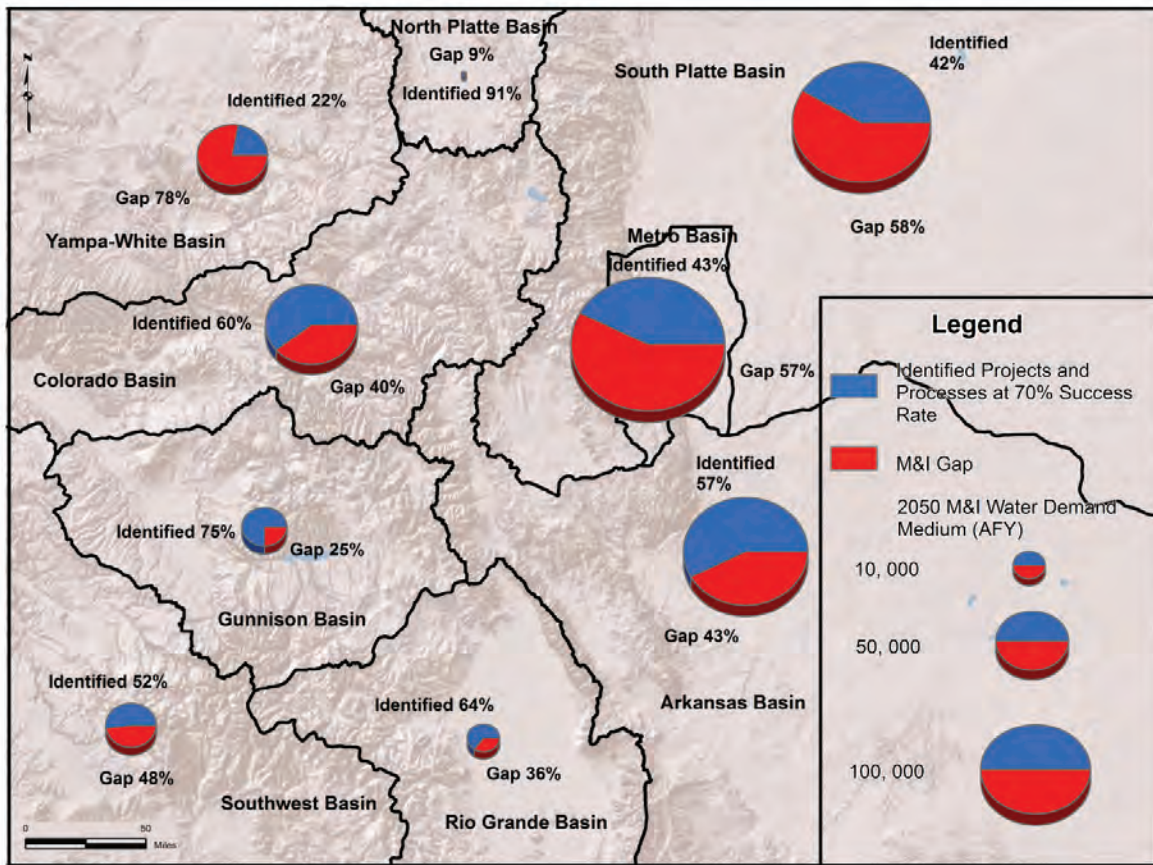 North Platte Basin
Gap 9%
Identified 91%
South Platte Basin
Identified
42%
Gap 58%
Identified 22%
Gap 78%
Yampa-White Basin
Metro Basin
Identified 43%
Gap 57%
Identified 60%
Gap 40%
Colorado Basin
Identified
57%
Gap 43%
Arkansas Basin
Identified 75%
Gap 25%
Gunnison Basin
Identified 52%
Gap 48%
Southwest Basin
Identified 64%
Gap 36%
Rio Grande Basin
Legend
Identified Projects and
Processes at 70% Success
Rate
M&I Gap
2050 M&I Water Demand
Medium (AFY)
10, 000
50, 000
100, 000
N
0 50
Miles